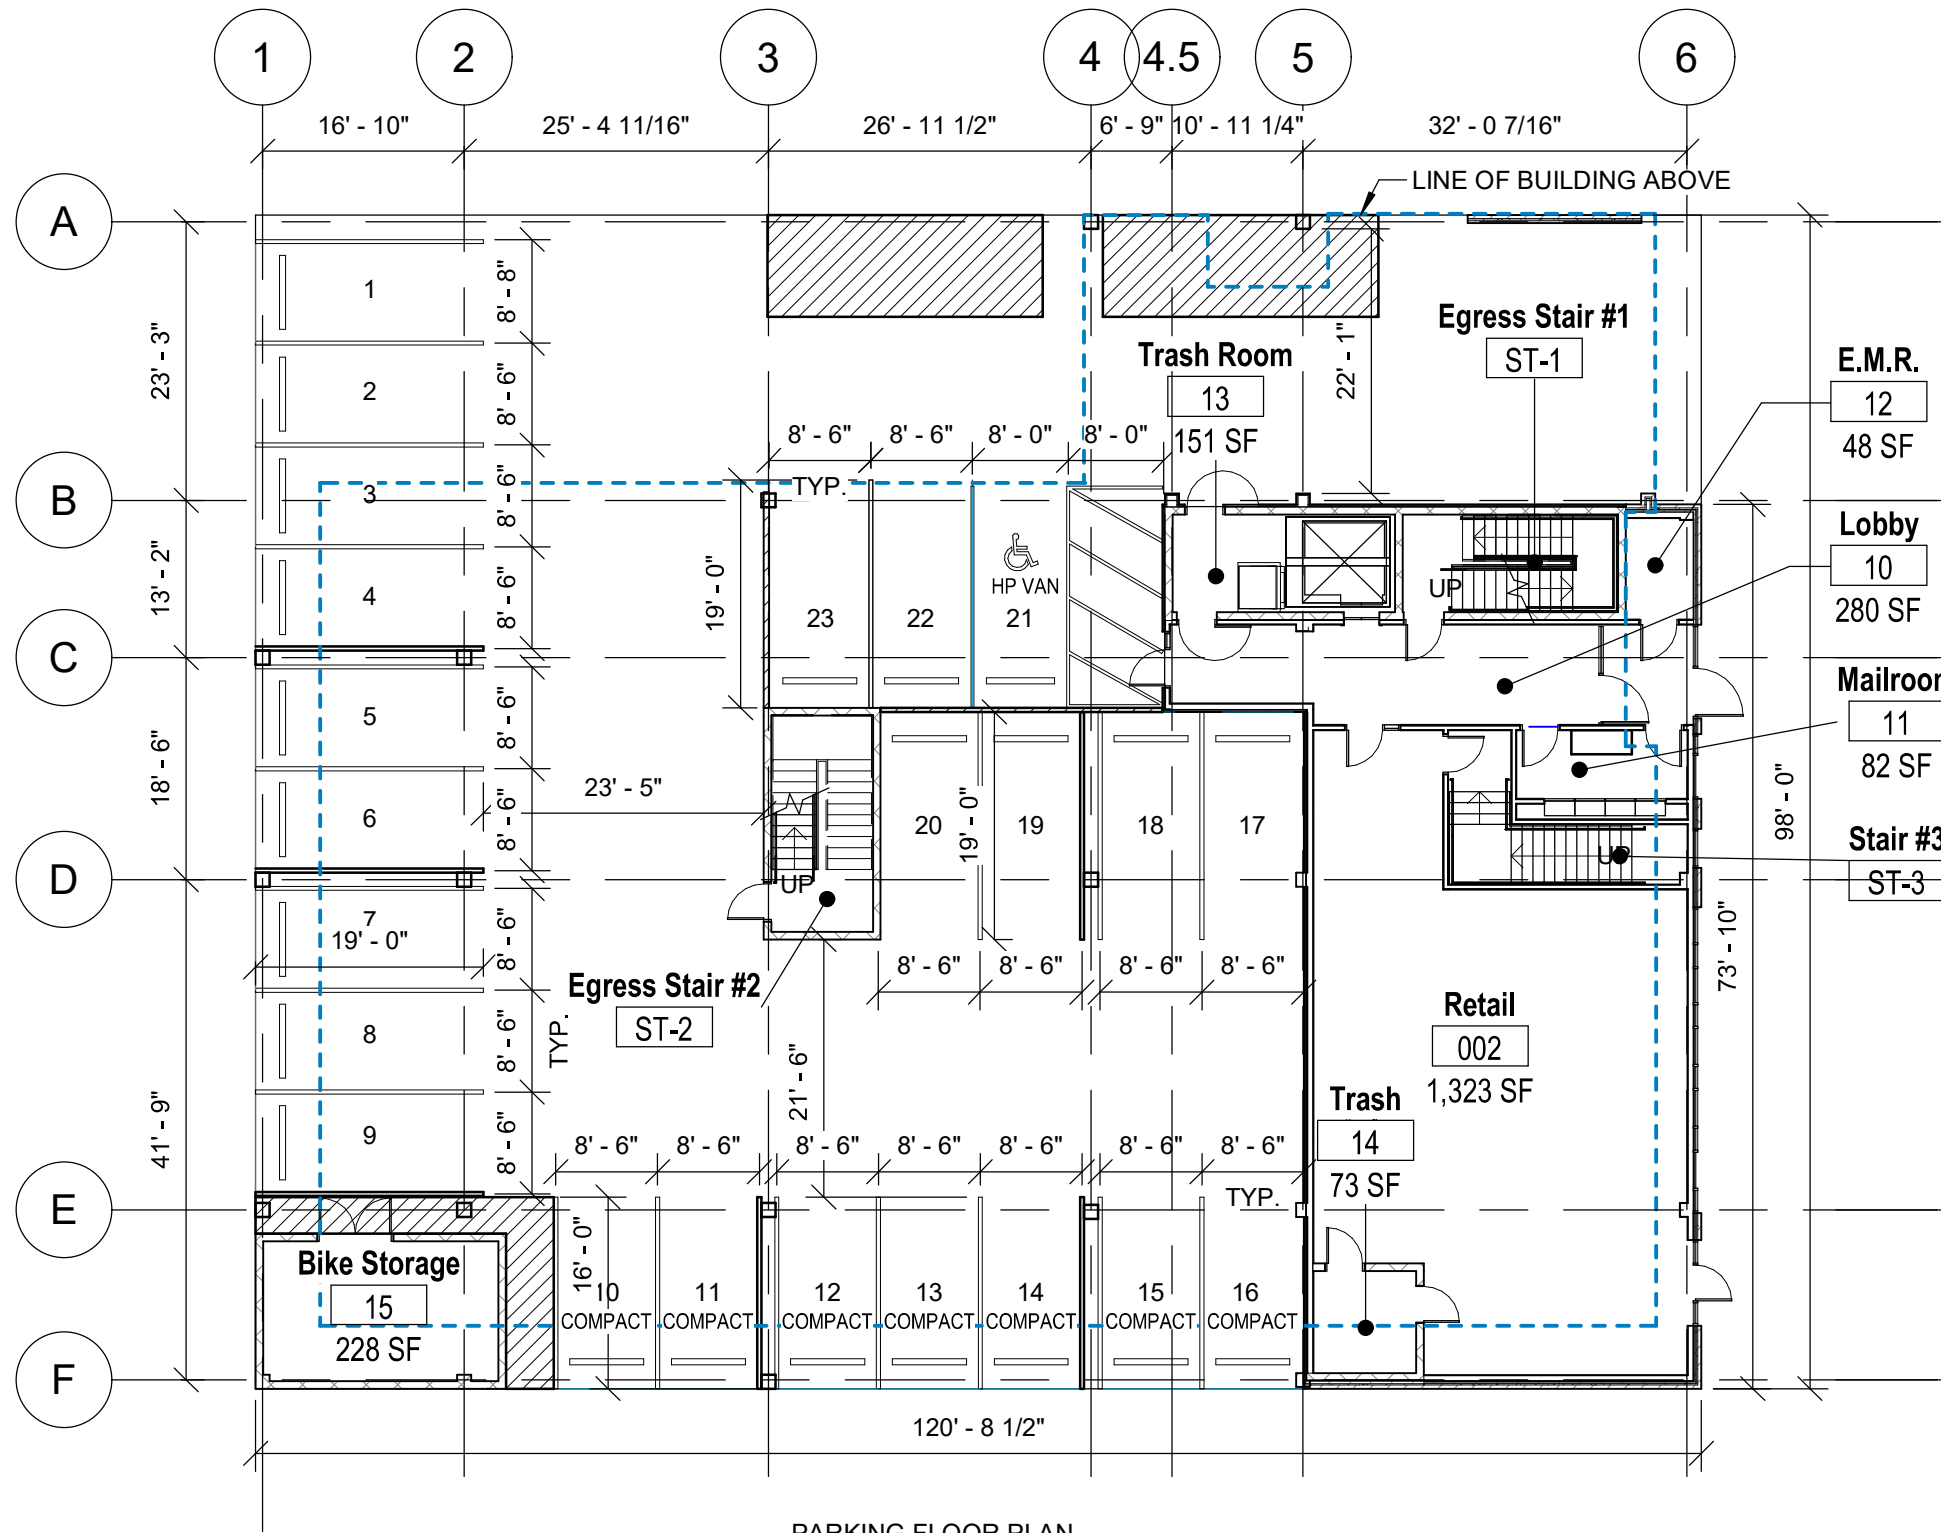 1
2
3
4
4.5
5
6
16' - 10"
25' - 4 11/16"
26' - 11 1/2"
6' - 9"
10' - 11 1/4"
32' - 0 7/16"
LINE OF BUILDING ABOVE
A
B
C
D
E
F
23' - 3"
13' - 2"
18' - 6"
41' - 9"
1
2
3
4
5
6
7
19' - 0"
8
9
8' - 8"
8' - 6"
8' - 6"
8' - 6"
8' - 6"
8' - 6"
8' - 6"
8' - 6"
8' - 6"
TYP.
23' - 5"
Egress Stair #1
ST-1
22' - 1"
Trash Room
13
151 SF
E.M.R.
12
48 SF
Lobby
10
280 SF
Mailroom
11
82 SF
Stair #3
ST-3
8' - 6"
8' - 6"
8' - 0"
8' - 0"
TYP.
19' - 0"
HP VAN
23
22
21
UP
UP
UP
20
19
18
17
19' - 0"
8' - 6"
8' - 6"
8' - 6"
8' - 6"
Egress Stair #2
ST-2
21' - 6"
98' - 0"
73' - 10"
Retail
002
1,323 SF
Trash
14
73 SF
8' - 6"
8' - 6"
8' - 6"
8' - 6"
8' - 6"
8' - 6"
8' - 6"
TYP.
16' - 0"
Bike Storage
15
228 SF
10
COMPACT
11
COMPACT
12
COMPACT
13
COMPACT
14
COMPACT
15
COMPACT
16
COMPACT
120' - 8 1/2"
PARKING FLOOR PLAN